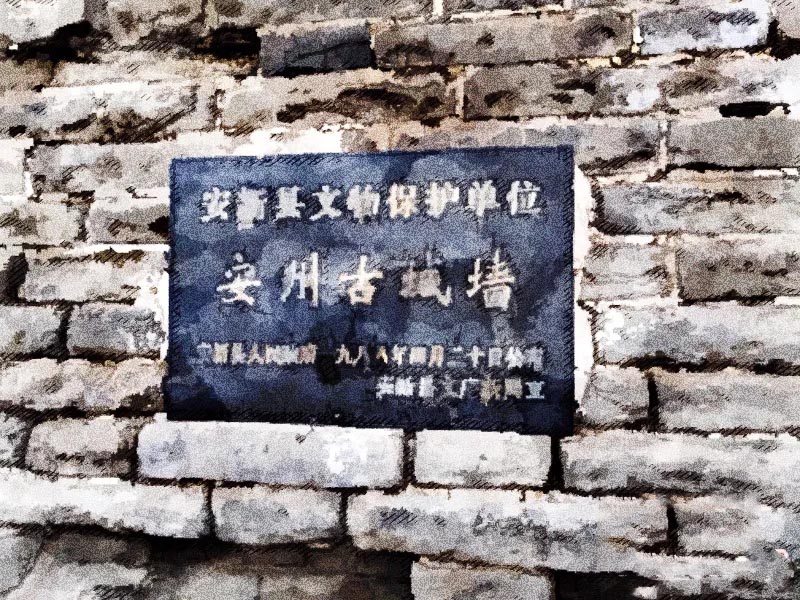 安新县文物保护单位
安州古城墙
安新县人民政府 一九八八年四月二十日公布
安新县文广新局立